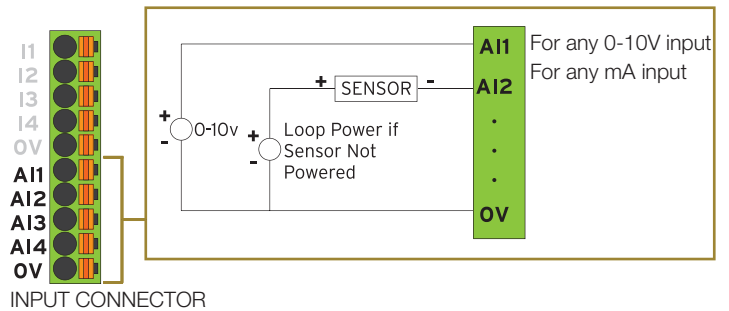 I1
I2
I3
I4
0V
AI1
AI2
AI3
AI4
0V
INPUT CONNECTOR
+
-
0-10v
+
-
Loop Power if
Sensor Not
Powered
+ SENSOR -
AI1
AI2
.
.
.
0V
For any 0-10V input
For any mA input